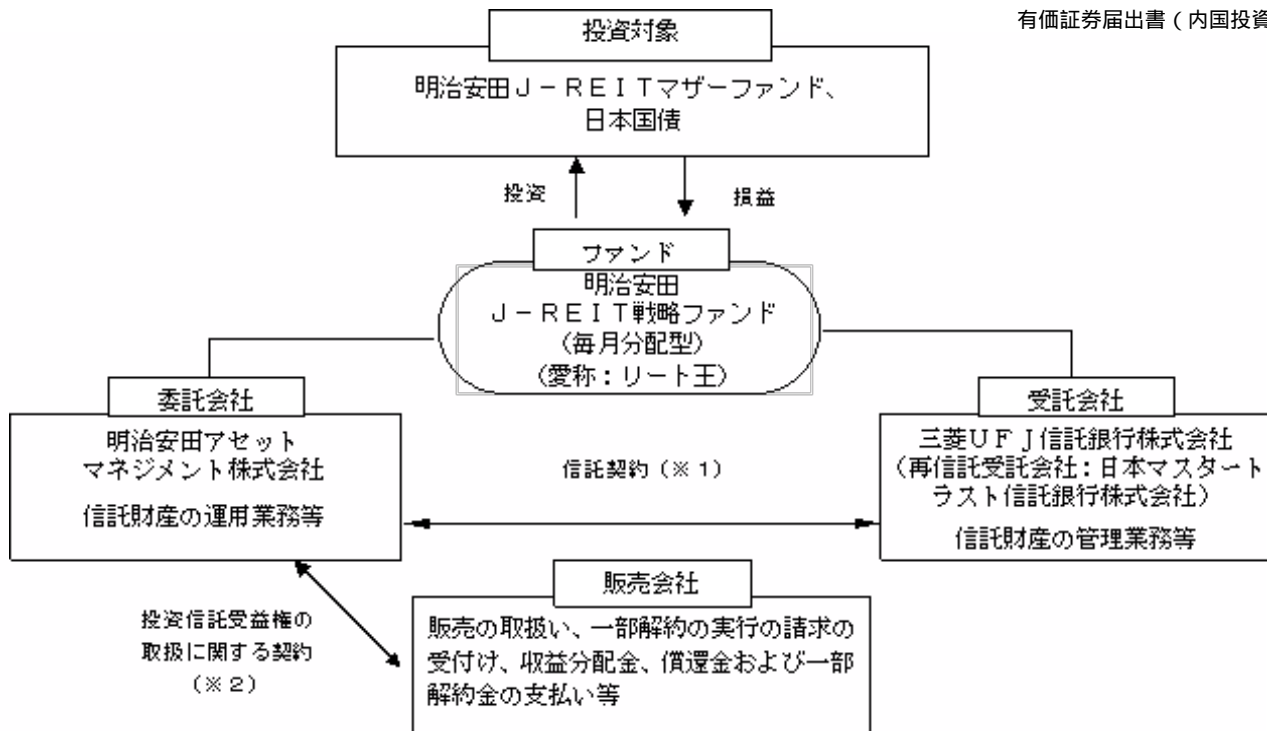 有価証券届出書（内国投資
投資対象
明治安田Ｊ－ＲＥＩＴマザーファンド、
日本国債
投資
損益
ファンド
明治安田
Ｊ－ＲＥＩＴ戦略ファンド
（毎月分配型）
（愛称：リート王）
委託会社
明治安田アセット
マネジメント株式会社
信託財産の運用業務等
信託契約（※１）
受託会社
三菱ＵＦＪ信託銀行株式会社
（再信託受託会社：日本マスタート
ラスト信託銀行株式会社）
信託財産の管理業務等
投資信託受益権の
取扱に関する契約
（※２）
販売会社
販売の取扱い、一部解約の実行の請求の
受付け、収益分配金、償還金および一部
解約金の支払い等